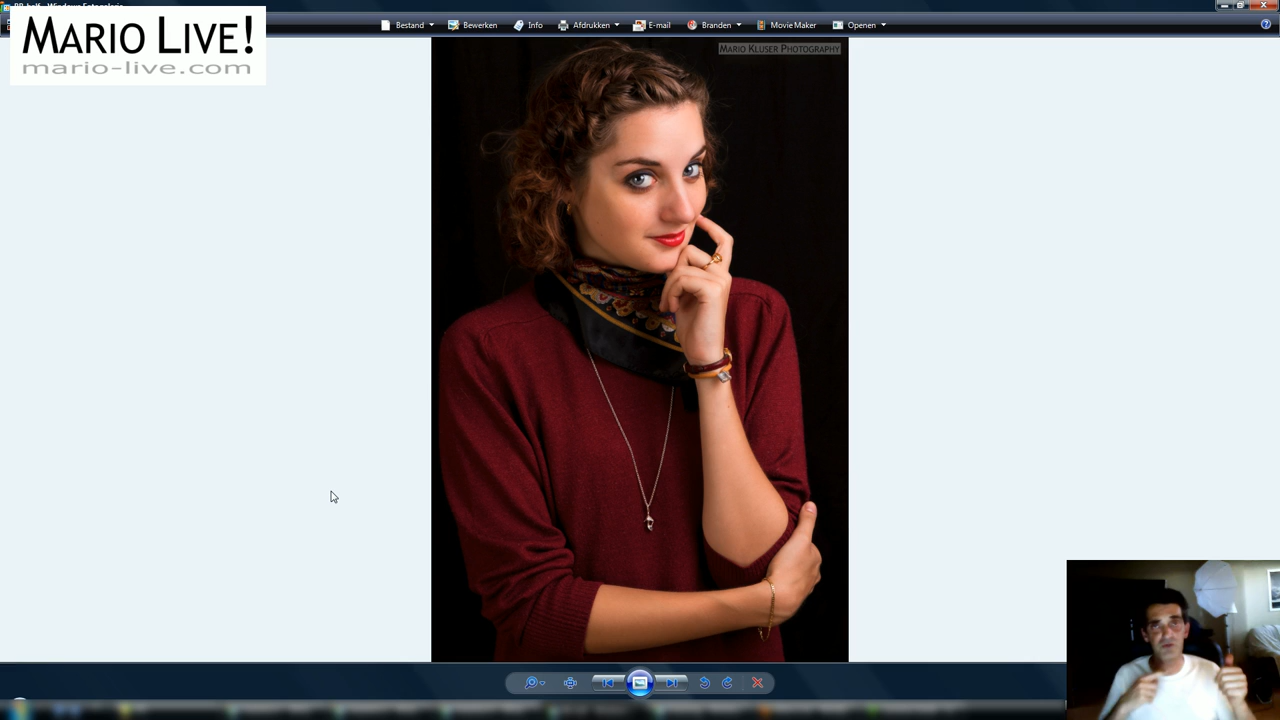 MARIO LIVE!
mario-live.com
Bestand
Bewerken
Info
Afdrukken
E-mail
Branden
Movie Maker
Openen
MARIO KLUSER PHOTOGRAPHY